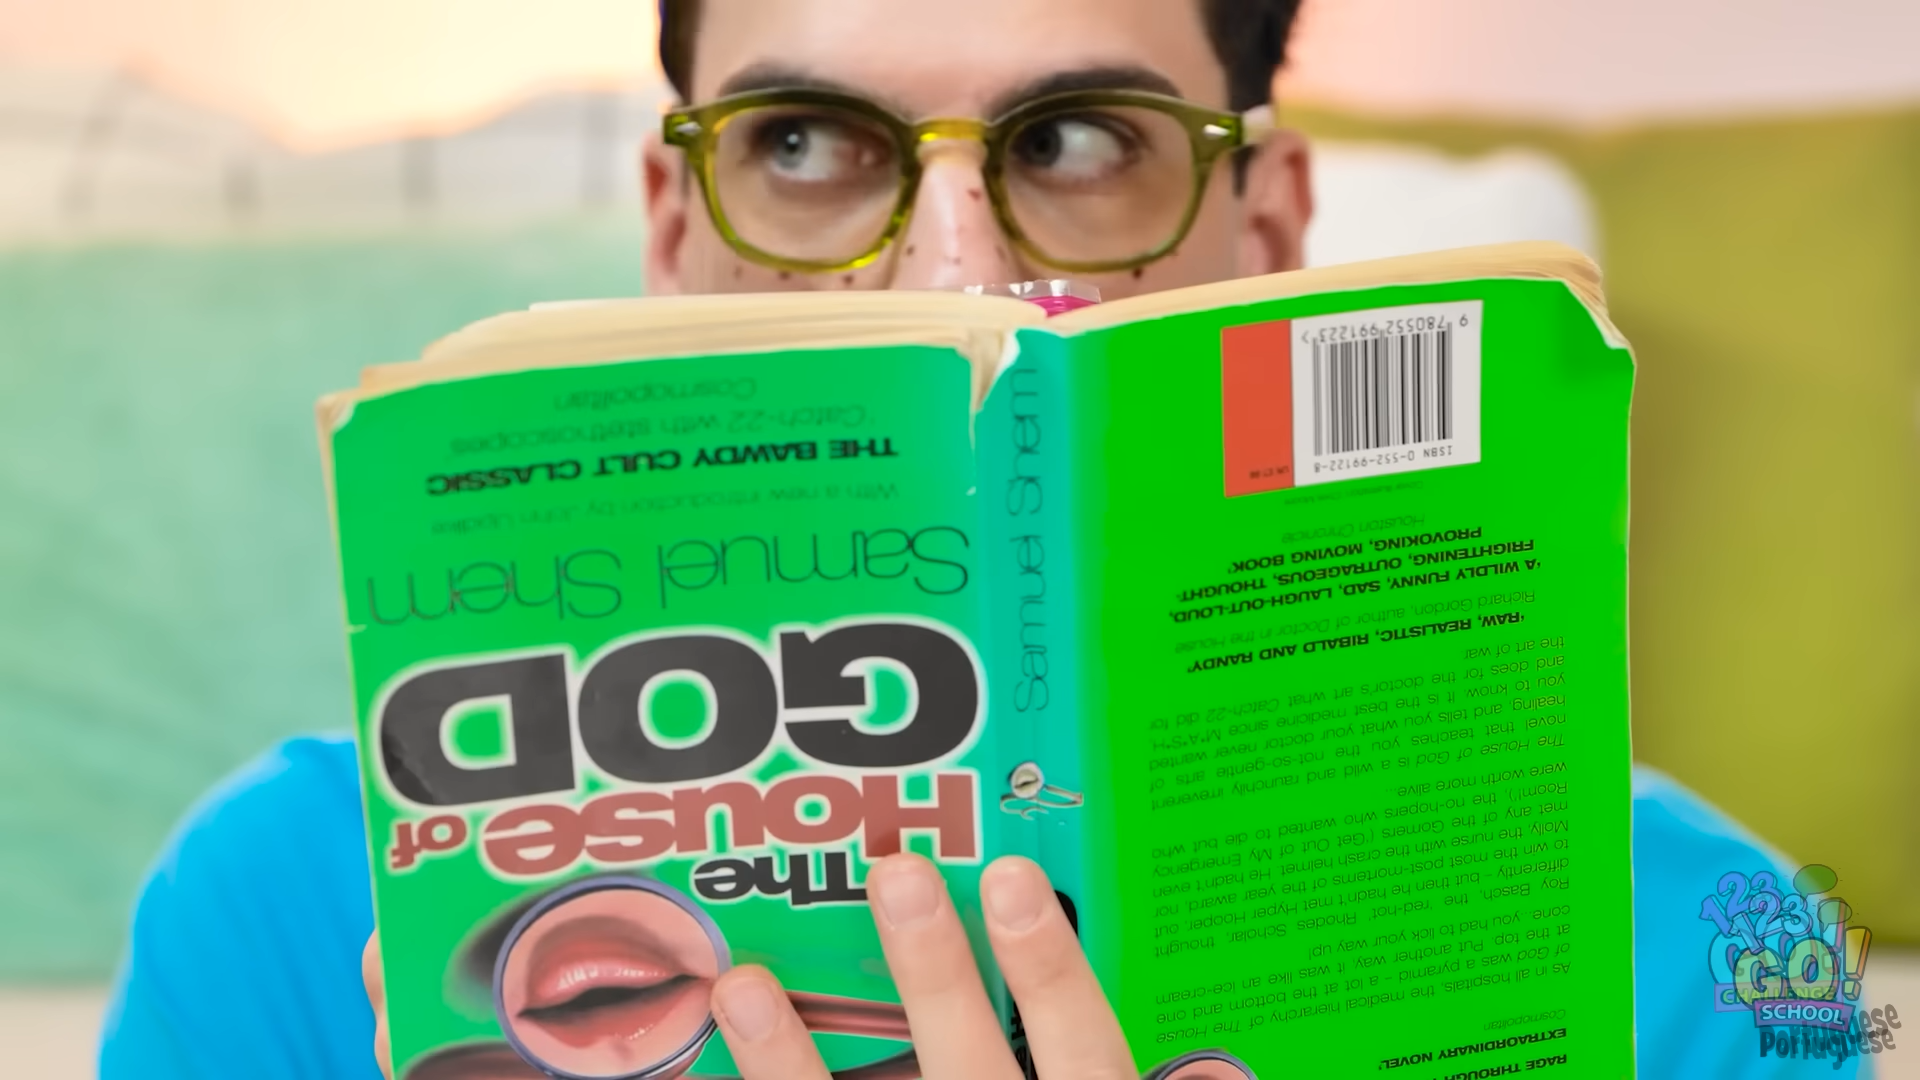 The
House of
GOD
Samuel Shem
With a new introduction by John Updike
THE BAWDY CULT CLASSIC
'Catch-22 with stethoscopes'
Cosmopolitan
Samuel Shem
RAGE THROUGH
EXTRAORDINARY NOVEL'
Cosmopolitan
As in all hospitals, the medical hierarchy of The House
of God was a pyramid – a lot at the bottom and one
at the top. Put another way, it was like an ice-cream
cone, you had to lick your way up!
Roy Basch, the 'red-hot' Rhodes Scholar, thought
differently – but then he hadn't met Hyper Hooper, out
to win the most post-mortems of the year award, nor
Molly, the nurse with the crash helmet. He hadn't even
met any of the Gomers ('Get Out of My Emergency
Room!'), the no-hopers who wanted to die but who
were worth more alive...
The House of God is a wild and raunchily irreverent
novel that teaches you the not-so-gentle arts of
healing, and tells you what your doctor never wanted
you to know. It is the best medicine since M*A*S*H,
and does for the doctor's art what Catch-22 did for
the art of war
'RAW, REALISTIC, RIBALD AND RANDY'
Richard Gordon, author of Doctor in the House
'A WILDLY FUNNY, SAD, LAUGH-OUT-LOUD,
FRIGHTENING, OUTRAGEOUS, THOUGHT-
PROVOKING, MOVING BOOK'
Houston Chronicle
ISBN 0-552-99122-8
9 780552 991223 >
123 GO!
CHALLENGE
SCHOOL
Portuguese